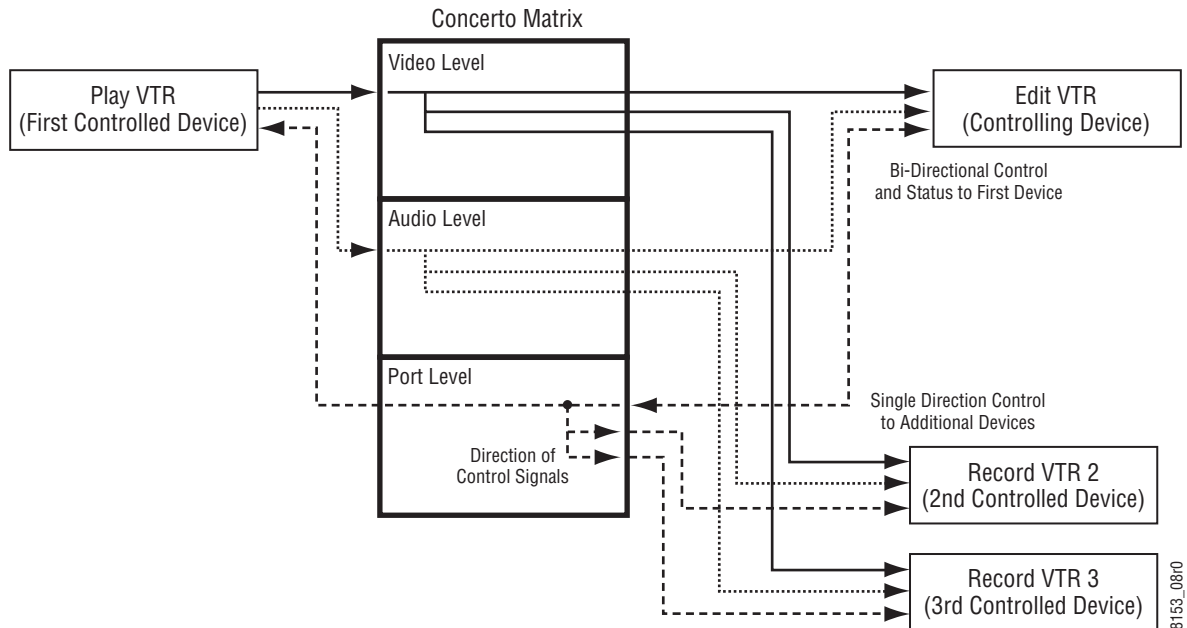 Concerto Matrix
Video Level
Play VTR
(First Controlled Device)
Edit VTR
(Controlling Device)
Bi-Directional Control
and Status to First Device
Audio Level
Port Level
Single Direction Control
to Additional Devices
Direction of
Control Signals
Record VTR 2
(2nd Controlled Device)
Record VTR 3
(3rd Controlled Device)
8153_08r0